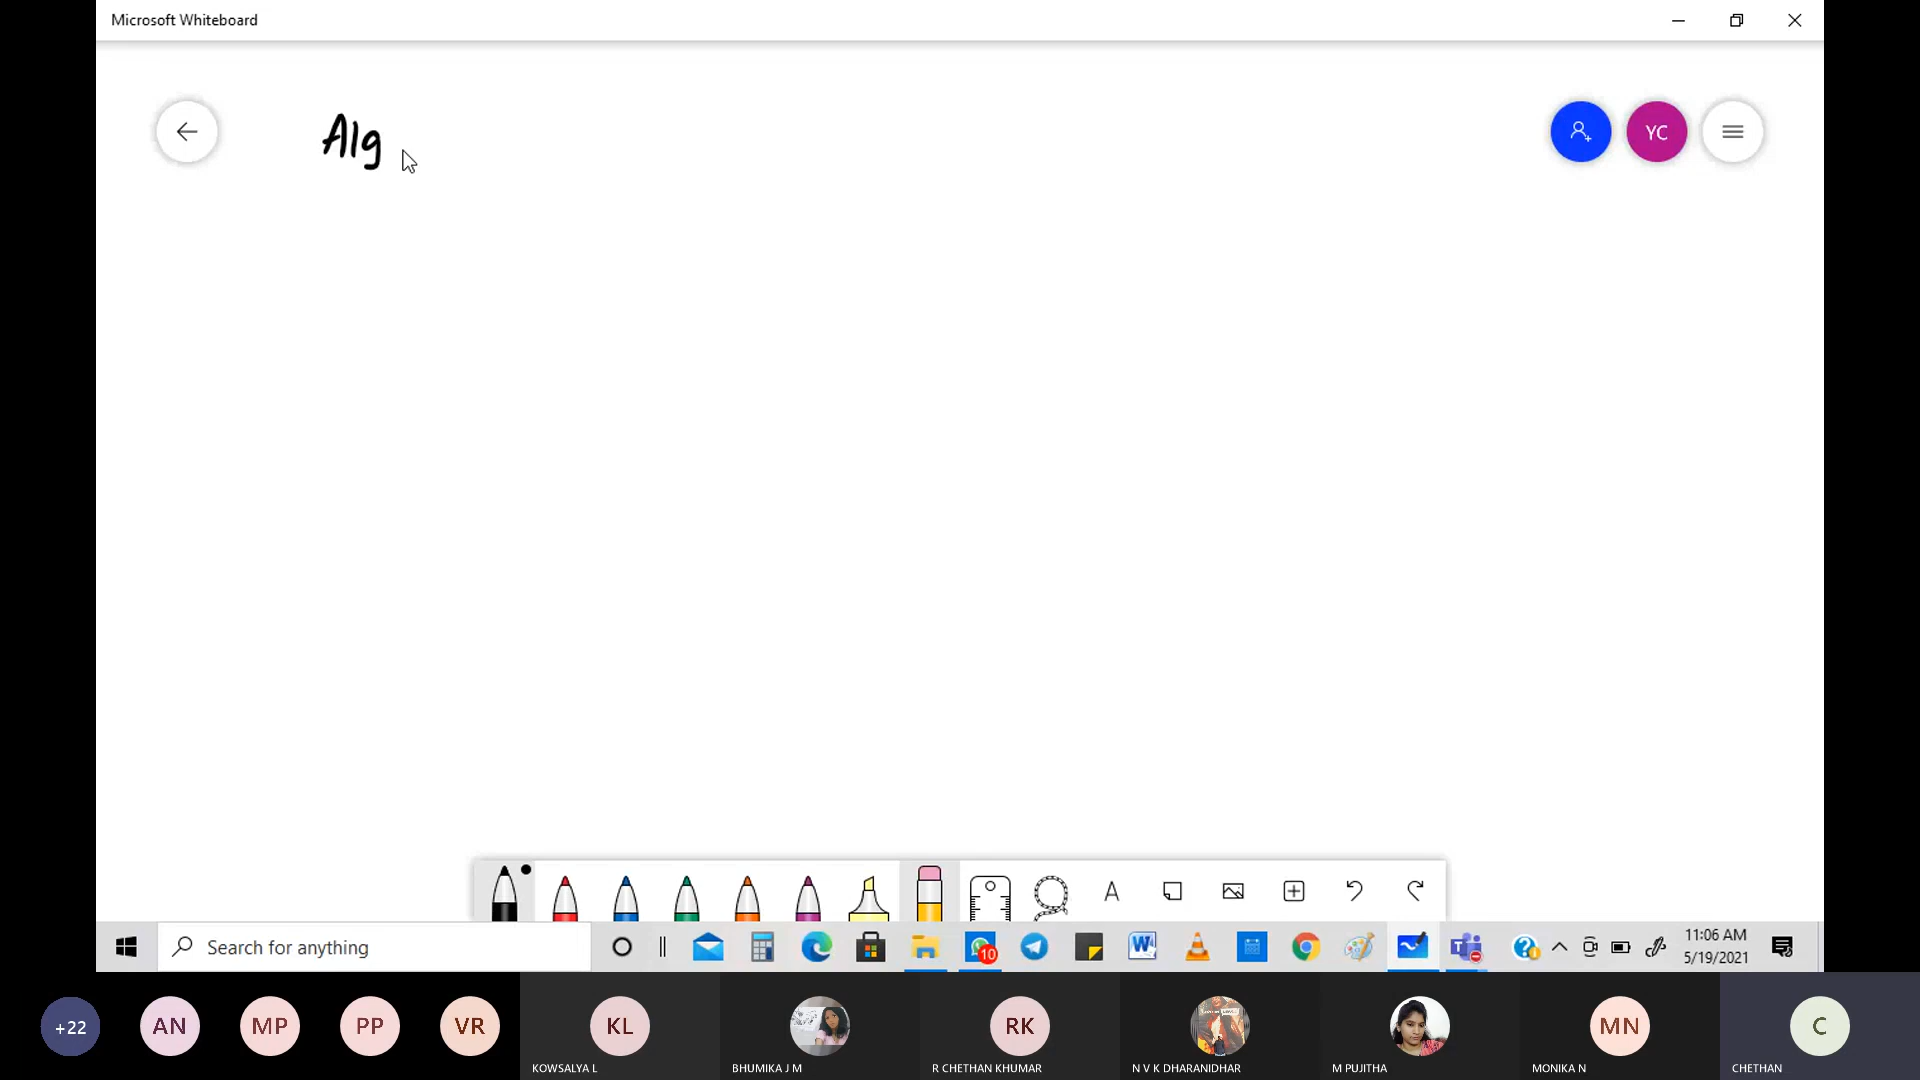 Microsoft Whiteboard
Alg
YC
A
Search for anything
10
11:06 AM
5/19/2021
+22
AN
MP
PP
VR
KL
RK
MN
C
KOWSALYA L
BHUMIKA J M
R CHETHAN KHUMAR
N V K DHARANIDHAR
M PUJITHA
MONIKA N
CHETHAN